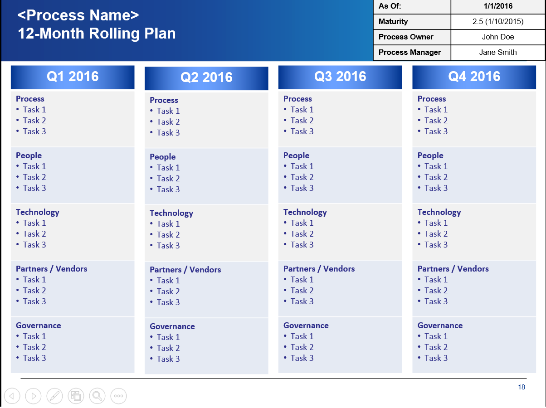 <Process Name>
12-Month Rolling Plan
As Of: 1/1/2016
Maturity 2.5 (1/10/2015)
Process Owner John Doe
Process Manager Jane Smith
Q1 2016
Process
• Task 1
• Task 2
• Task 3
People
• Task 1
• Task 2
• Task 3
Technology
• Task 1
• Task 2
• Task 3
Partners / Vendors
• Task 1
• Task 2
• Task 3
Governance
• Task 1
• Task 2
• Task 3
Q2 2016
Process
• Task 1
• Task 2
• Task 3
People
• Task 1
• Task 2
• Task 3
Technology
• Task 1
• Task 2
• Task 3
Partners / Vendors
• Task 1
• Task 2
• Task 3
Governance
• Task 1
• Task 2
• Task 3
Q3 2016
Process
• Task 1
• Task 2
• Task 3
People
• Task 1
• Task 2
• Task 3
Technology
• Task 1
• Task 2
• Task 3
Partners / Vendors
• Task 1
• Task 2
• Task 3
Governance
• Task 1
• Task 2
• Task 3
Q4 2016
Process
• Task 1
• Task 2
• Task 3
People
• Task 1
• Task 2
• Task 3
Technology
• Task 1
• Task 2
• Task 3
Partners / Vendors
• Task 1
• Task 2
• Task 3
Governance
• Task 1
• Task 2
• Task 3
18